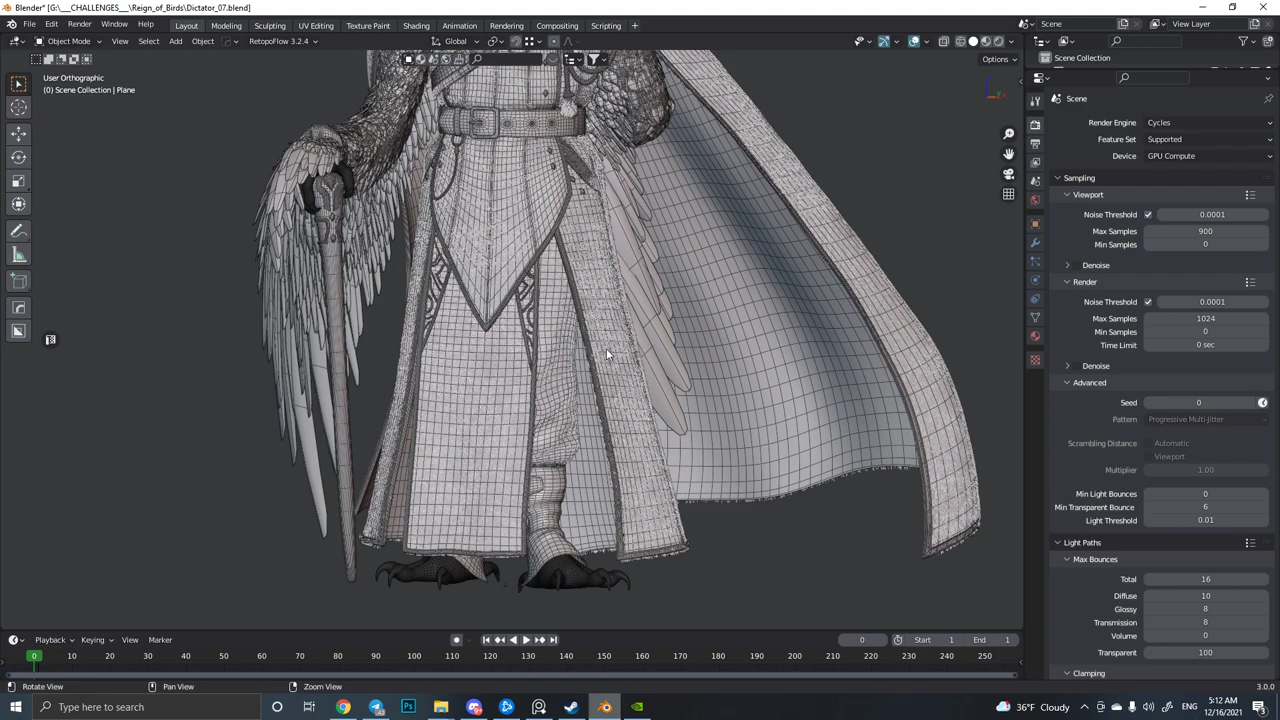 Blender* [G:\___CHALLENGES___\Reign_of_Birds\Dictator_07.blend]
File Edit Render Window Help Layout Modeling Sculpting UV Editing Texture Paint Shading Animation Rendering Compositing Scripting Scene View Layer
Object Mode View Select Add Object RetopoFlow 3.2.4 Global
Options
Scene Collection
User Orthographic
(0) Scene Collection | Plane
Scene
Render Engine Cycles
Feature Set Supported
Device GPU Compute
Sampling
Viewport
Noise Threshold 0.0001
Max Samples 900
Min Samples 0
Denoise
Render
Noise Threshold 0.0001
Max Samples 1024
Min Samples 0
Time Limit 0 sec
Denoise
Advanced
Seed 0
Pattern Progressive Multi-Jitter
Scrambling Distance Automatic
Viewport
Multiplier 1.00
Min Light Bounces 0
Min Transparent Bounce 6
Light Threshold 0.01
Light Paths
Max Bounces
Total 16
Diffuse 10
Glossy 8
Transmission 8
Volume 0
Transparent 100
Clamping
Playback Keying View Marker 0 Start 1 End 1
0 10 20 30 40 50 60 70 80 90 100 110 120 130 140 150 160 170 180 190 200 210 220 230 240 250
Rotate View Pan View Zoom View 3.0.0
Type here to search 36°F Cloudy 5:12 AM
12/16/2021